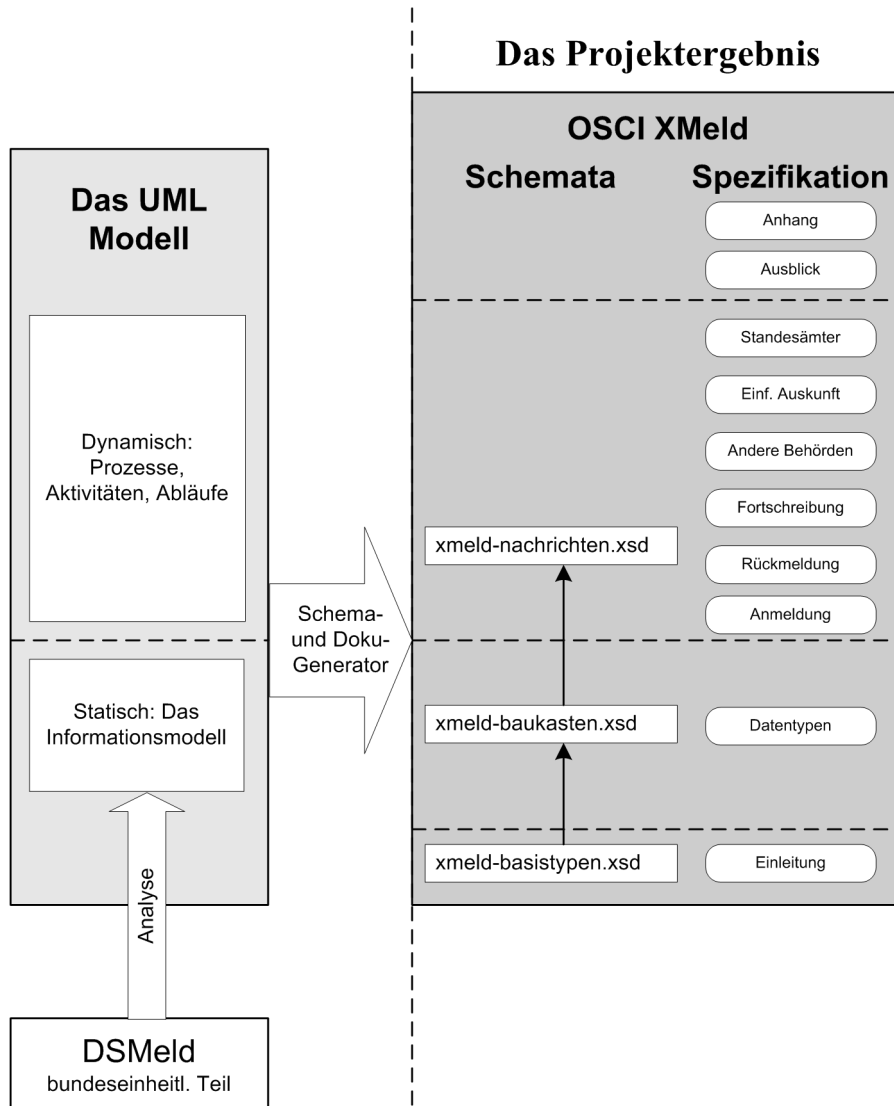 Das Projektergebnis
OSCI XMeld
Schemata
Spezifikation
Anhang
Ausblick
Standesämter
Einf. Auskunft
Andere Behörden
Fortschreibung
Rückmeldung
Anmeldung
xmeld-nachrichten.xsd
xmeld-baukasten.xsd
Datentypen
xmeld-basistypen.xsd
Einleitung
Das UML
Modell
Dynamisch:
Prozesse,
Aktivitäten, Abläufe
Statisch: Das
Informationsmodell
Schema-
und Doku-
Generator
Analyse
DSMeld
bundeseinheitl. Teil